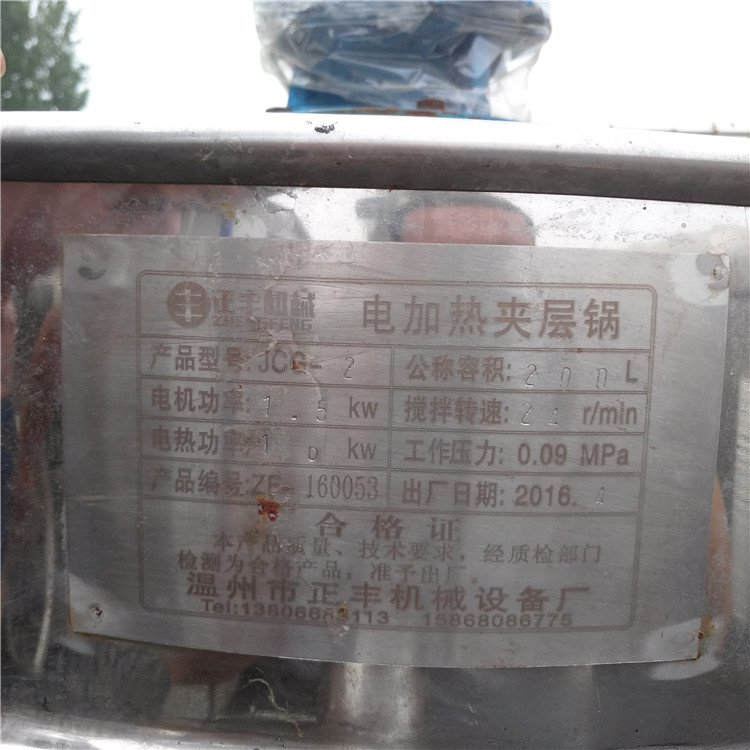 正丰机械 电加热夹层锅
ZHENGFENG
产品型号: JCG-2 公称容积: 200 L
电机功率: 1.5 kw 搅拌转速: r/min
电热功率: kw 工作压力: 0.09 MPa
产品编号: ZF-160053 出厂日期: 2016.4
合格证
本产品质量、技术要求，经质检部门
检测为合格产品，准予出厂。
温州市正丰机械设备厂
Tel: 15868086775